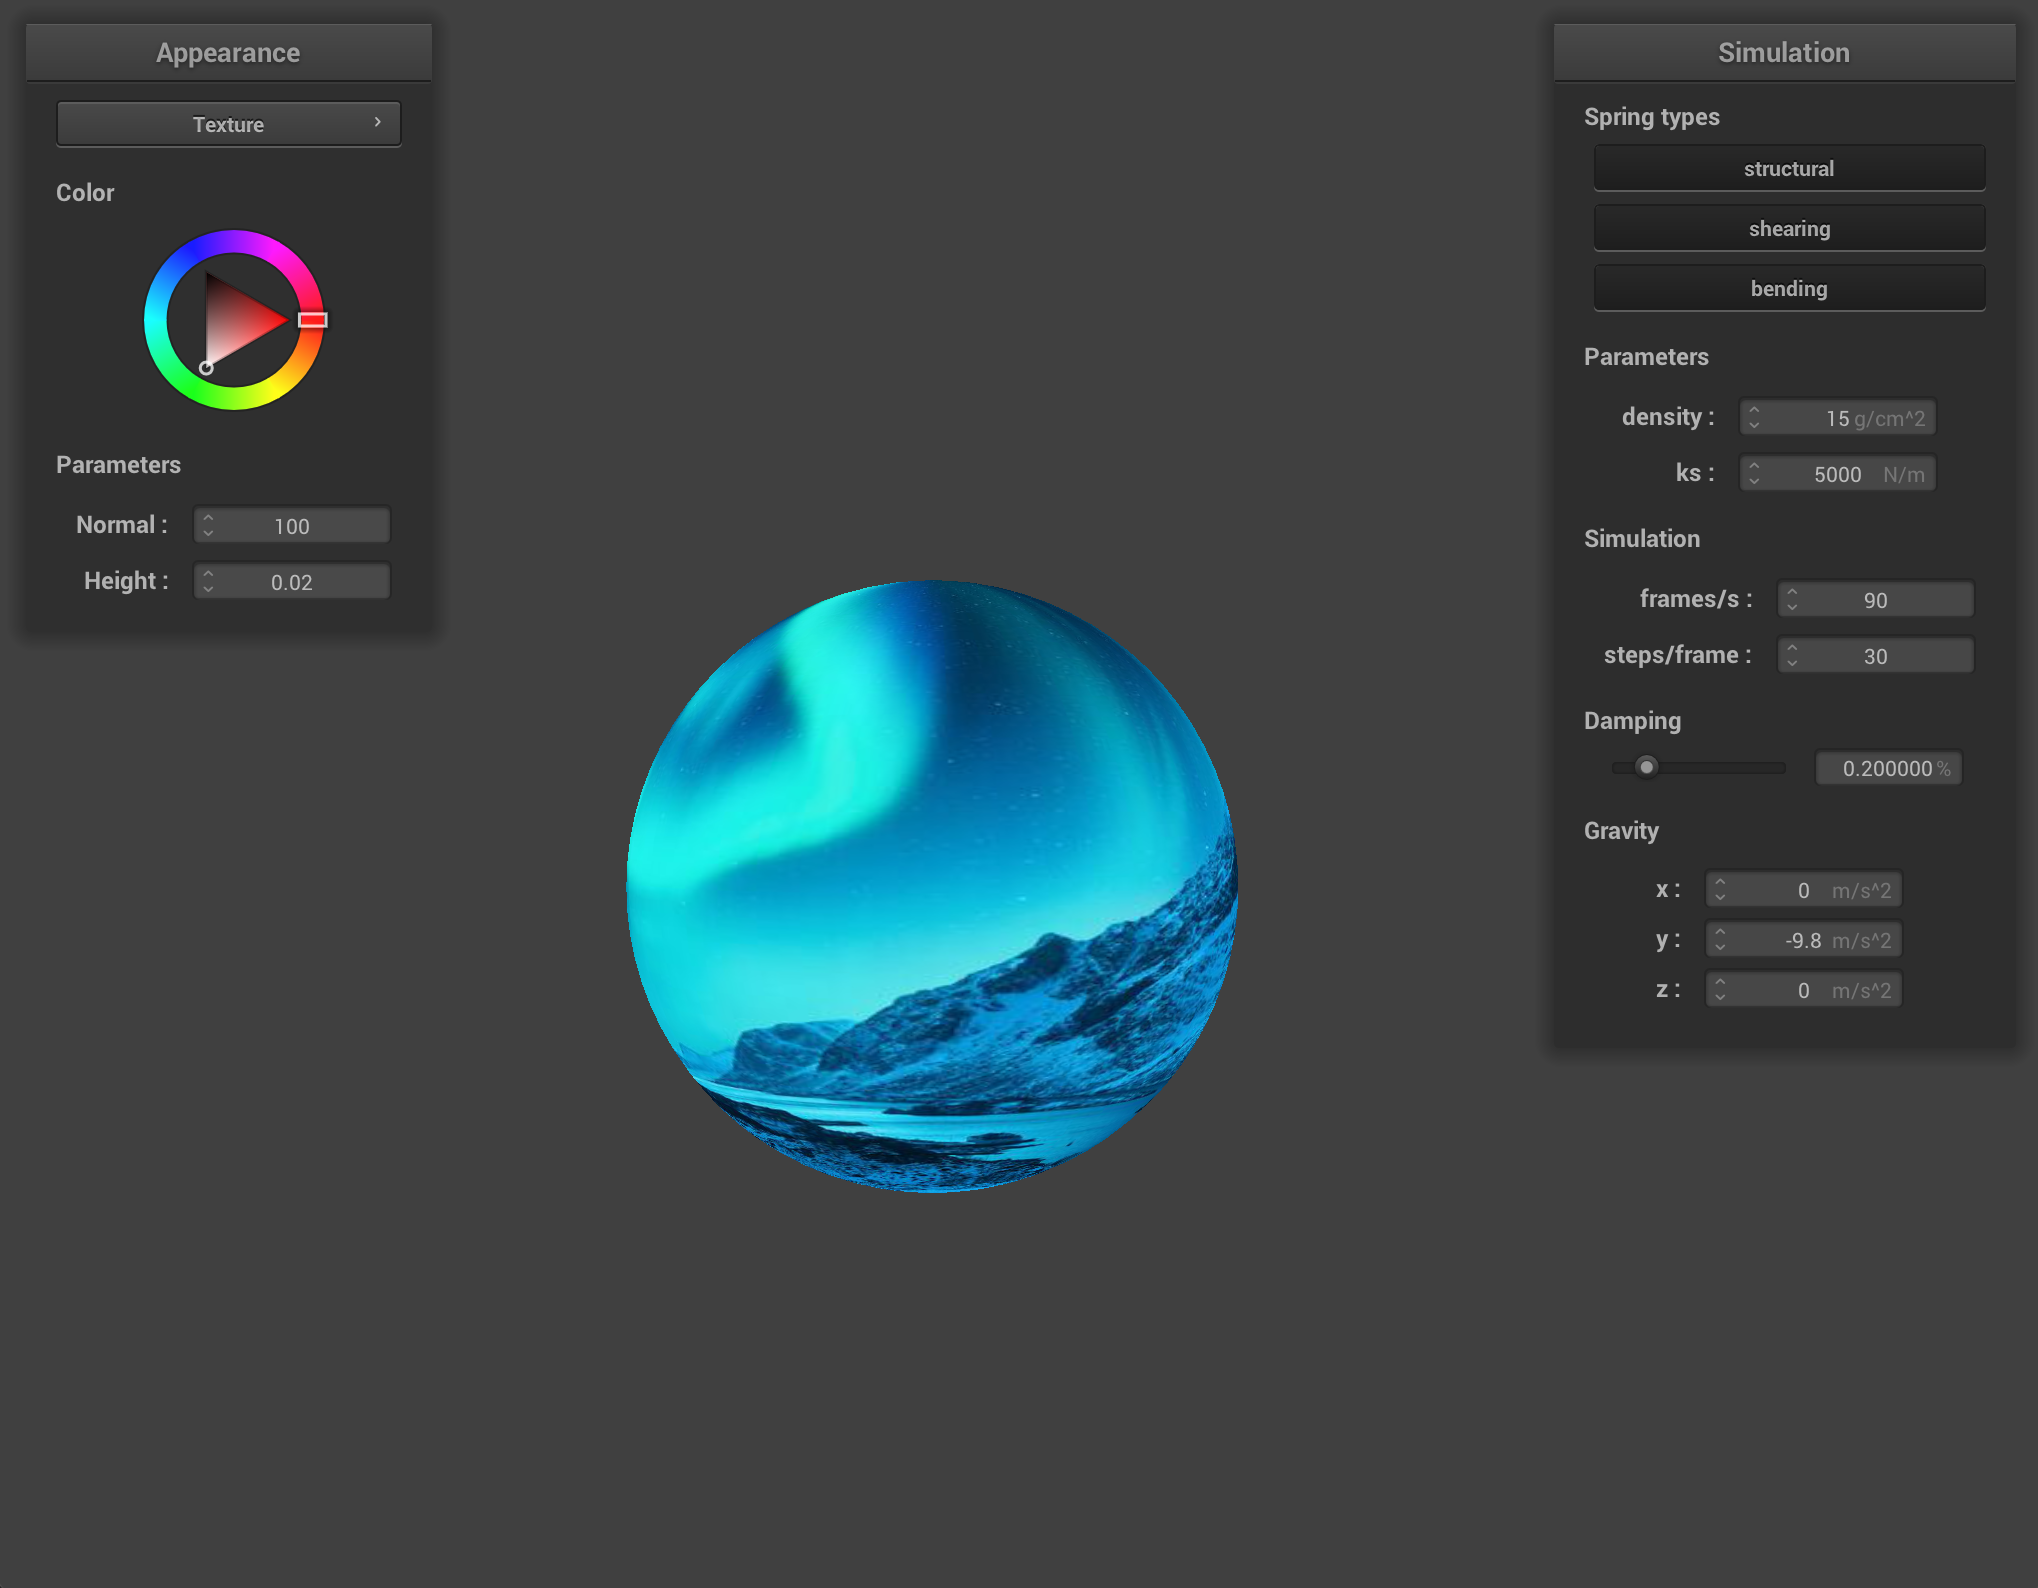 Appearance
Texture
Color
Parameters
Normal : 100
Height : 0.02
Simulation
Spring types
structural
shearing
bending
Parameters
density : 15 g/cm^2
ks : 5000 N/m
Simulation
frames/s : 90
steps/frame : 30
Damping
0.200000 %
Gravity
x : 0 m/s^2
y : -9.8 m/s^2
z : 0 m/s^2